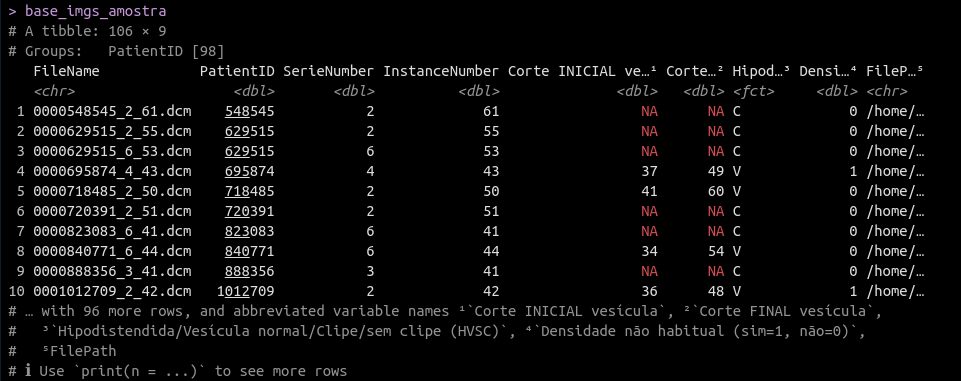 > base_imgs_amostra
# A tibble: 106 × 9
# Groups:   PatientID [98]
   FileName             PatientID SerieNumber InstanceNumber Corte INICIAL ve…¹ Corte…² Hipod…³ Densi…⁴ FileP…⁵
   <chr>                    <dbl>       <dbl>          <dbl>              <dbl>   <dbl> <fct>     <dbl> <chr>
 1 0000548545_2_61.dcm     548545           2             61                 NA      NA C             0 /home/…
 2 0000629515_2_55.dcm     629515           2             55                 NA      NA C             0 /home/…
 3 0000629515_6_53.dcm     629515           6             53                 NA      NA C             0 /home/…
 4 0000695874_4_43.dcm     695874           4             43                 37      49 V             1 /home/…
 5 0000718485_2_50.dcm     718485           2             50                 41      60 V             0 /home/…
 6 0000720391_2_51.dcm     720391           2             51                 NA      NA C             0 /home/…
 7 0000823083_6_41.dcm     823083           6             41                 NA      NA C             0 /home/…
 8 0000840771_6_44.dcm     840771           6             44                 34      54 V             0 /home/…
 9 0000888356_3_41.dcm     888356           3             41                 NA      NA C             0 /home/…
10 0001012709_2_42.dcm    1012709           2             42                 36      48 V             1 /home/…
# … with 96 more rows, and abbreviated variable names ¹`Corte INICIAL vesícula`, ²`Corte FINAL vesícula`,
#   ³`Hipodistendida/Vesícula normal/Clipe/sem clipe (HVSC)`, ⁴`Densidade não habitual (sim=1, não=0)`,
#   ⁵FilePath
# ℹ Use `print(n = ...)` to see more rows